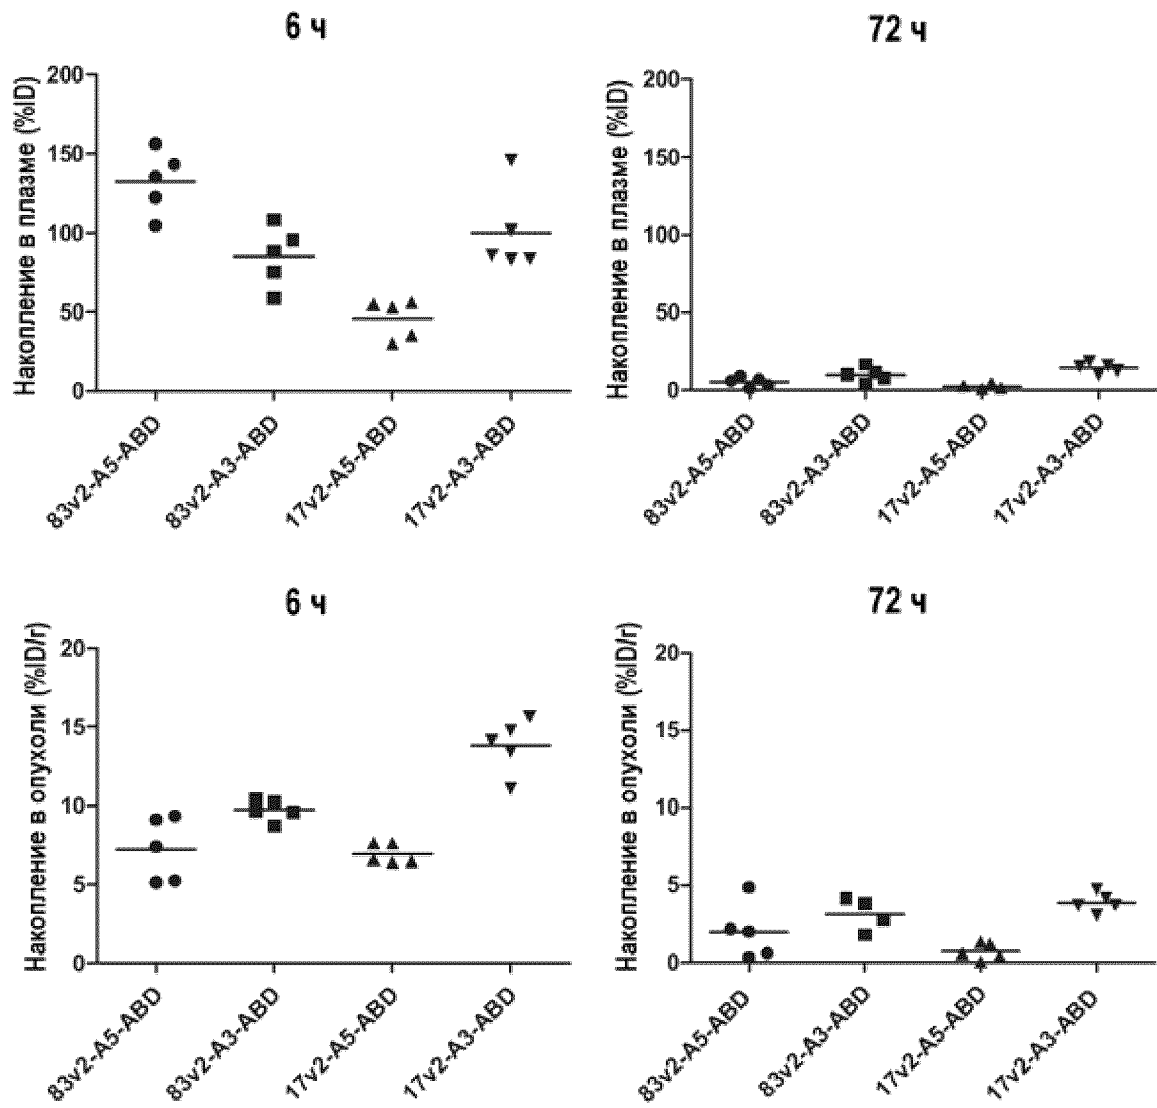 6 ч
Накопление в плазме (%ID)
200
150
100
50
0
83v2-A5-ABD
83v2-A3-ABD
17v2-A5-ABD
17v2-A3-ABD
72 ч
Накопление в плазме (%ID)
200
150
100
50
0
83v2-A5-ABD
83v2-A3-ABD
17v2-A5-ABD
17v2-A3-ABD
6 ч
Накопление в опухоли (%ID/г)
20
15
10
5
0
83v2-A5-ABD
83v2-A3-ABD
17v2-A5-ABD
17v2-A3-ABD
72 ч
Накопление в опухоли (%ID/г)
20
15
10
5
0
83v2-A5-ABD
83v2-A3-ABD
17v2-A5-ABD
17v2-A3-ABD